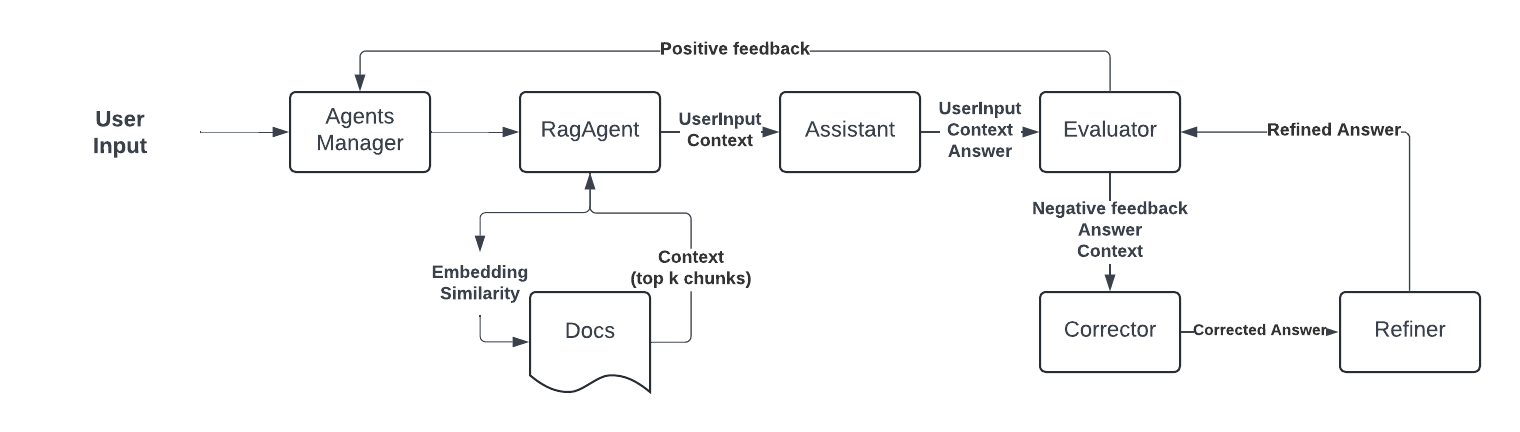 Positive feedback
User
Input
Agents
Manager
RagAgent
UserInput
Context
Assistant
UserInput
Context
Answer
Evaluator
Refined Answer
Negative feedback
Answer
Context
Embedding
Similarity
Context
(top k chunks)
Docs
Corrector
Corrected Answer
Refiner